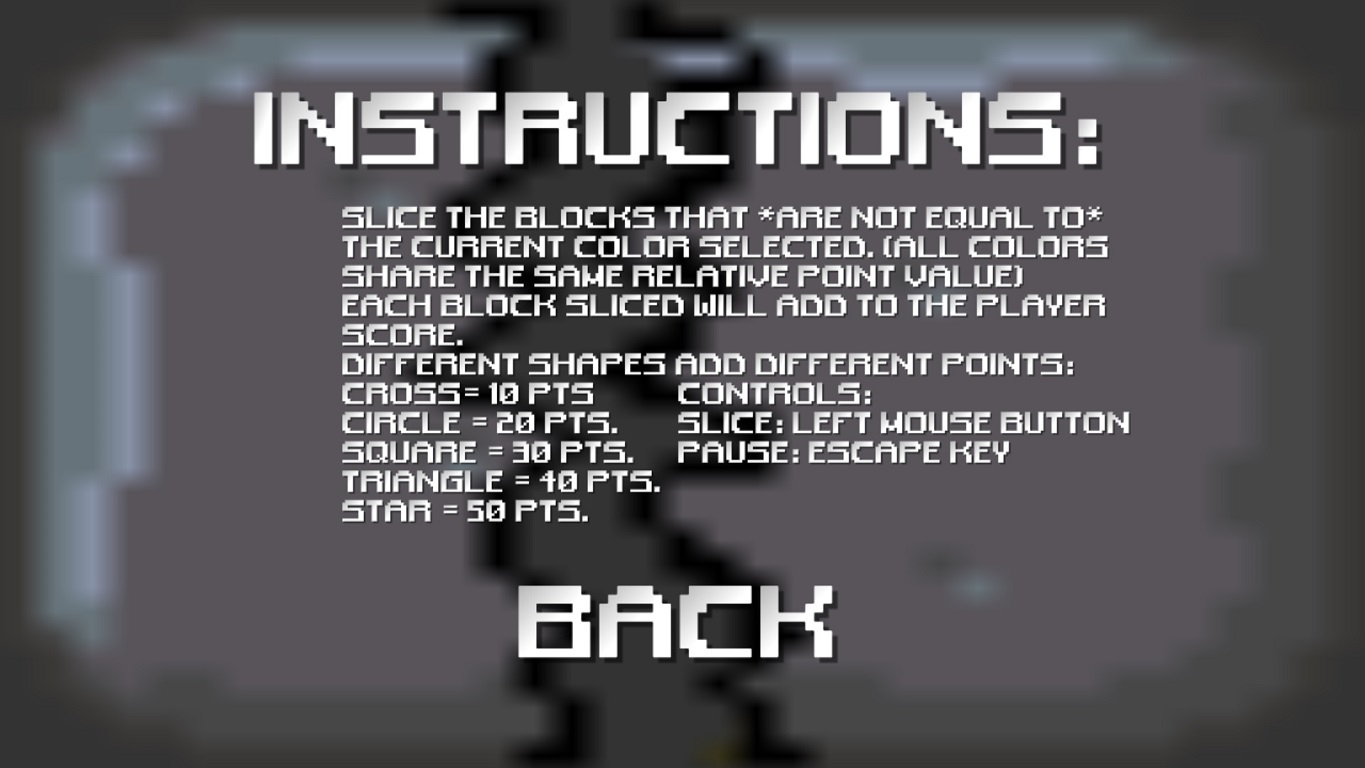 INSTRUCTIONS:
SLICE THE BLOCKS THAT *ARE NOT EQUAL TO*
THE CURRENT COLOR SELECTED. (ALL COLORS
SHARE THE SAME RELATIVE POINT VALUE)
EACH BLOCK SLICED WILL ADD TO THE PLAYER
SCORE.
DIFFERENT SHAPES ADD DIFFERENT POINTS:
CROSS= 10 PTS
CIRCLE = 20 PTS.
SQUARE = 30 PTS.
TRIANGLE = 40 PTS.
STAR = 50 PTS.
CONTROLS:
SLICE: LEFT MOUSE BUTTON
PAUSE: ESCAPE KEY
BACK